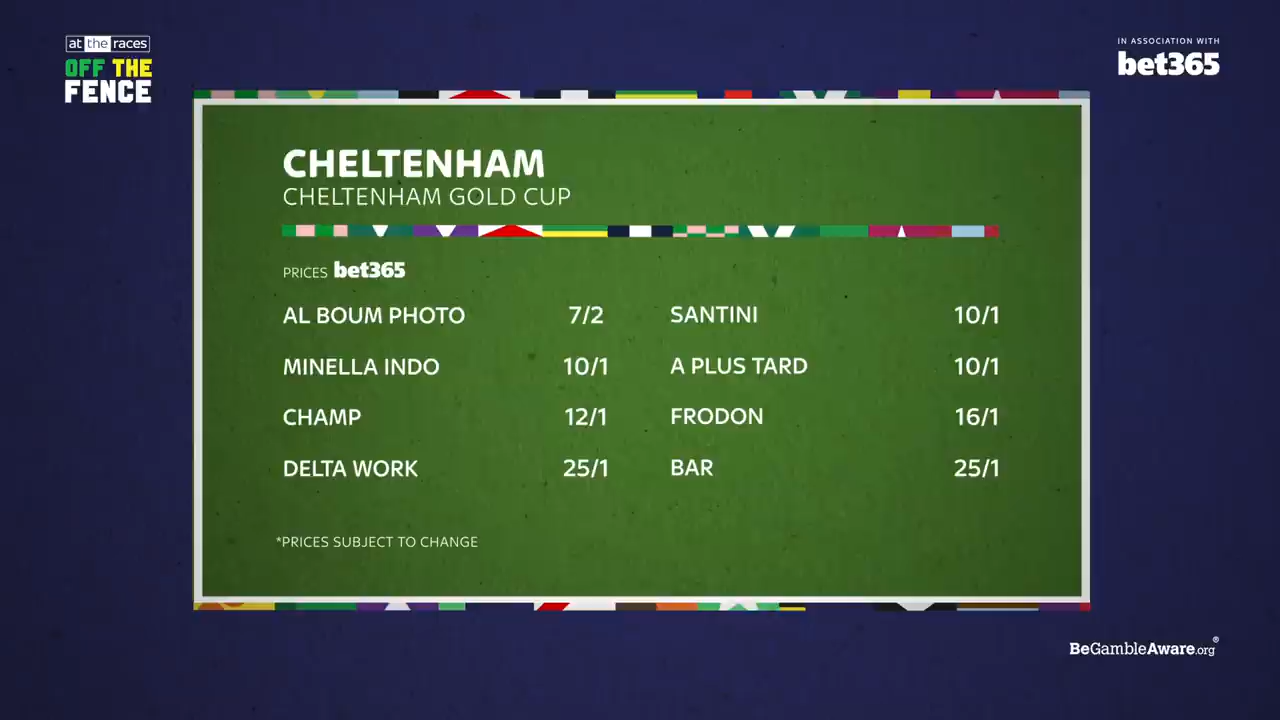 at the races
OFF THE
FENCE
IN ASSOCIATION WITH
bet365
CHELTENHAM
CHELTENHAM GOLD CUP
PRICES bet365
AL BOUM PHOTO 7/2 SANTINI 10/1
MINELLA INDO 10/1 A PLUS TARD 10/1
CHAMP 12/1 FRODON 16/1
DELTA WORK 25/1 BAR 25/1
*PRICES SUBJECT TO CHANGE
BeGambleAware.org®